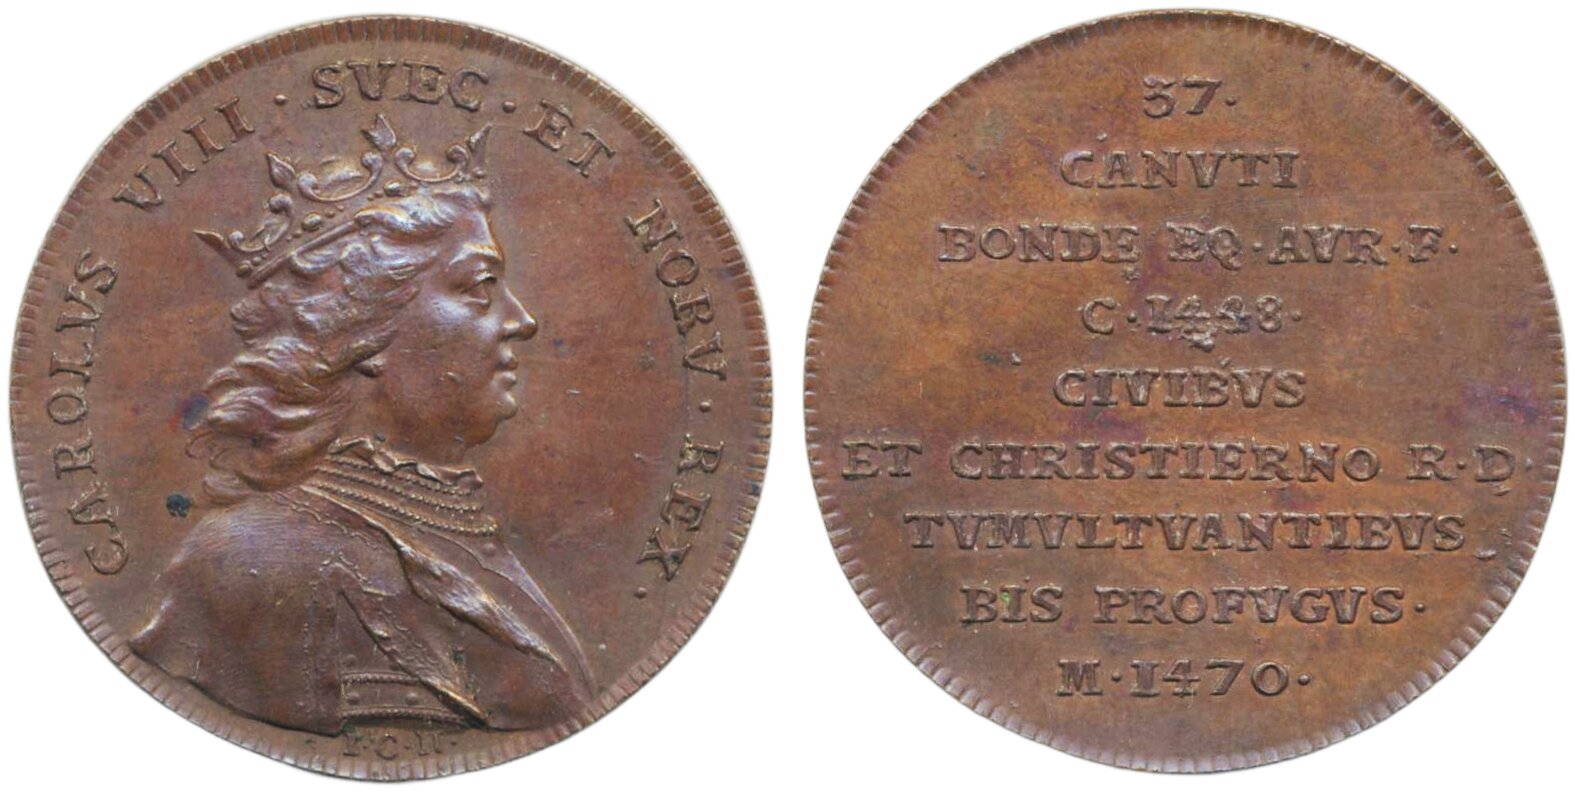 CAROLVS VIII · SVEC · ET NORV · REX ·
· I · C · H ·
37.
CANVTI
BONDE EQ · AVR · F ·
C · 1448 ·
CIVIBVS
ET CHRISTIERNO R · D ·
TVMVLTVANTIBVS
BIS PROFVGVS ·
M · 1470 ·